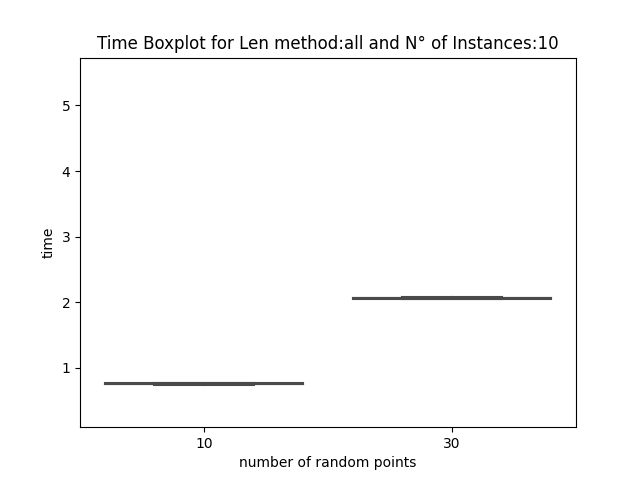 Time Boxplot for Len method:all and N° of Instances:10
5
4
3
2
1
time
10 30
number of random points